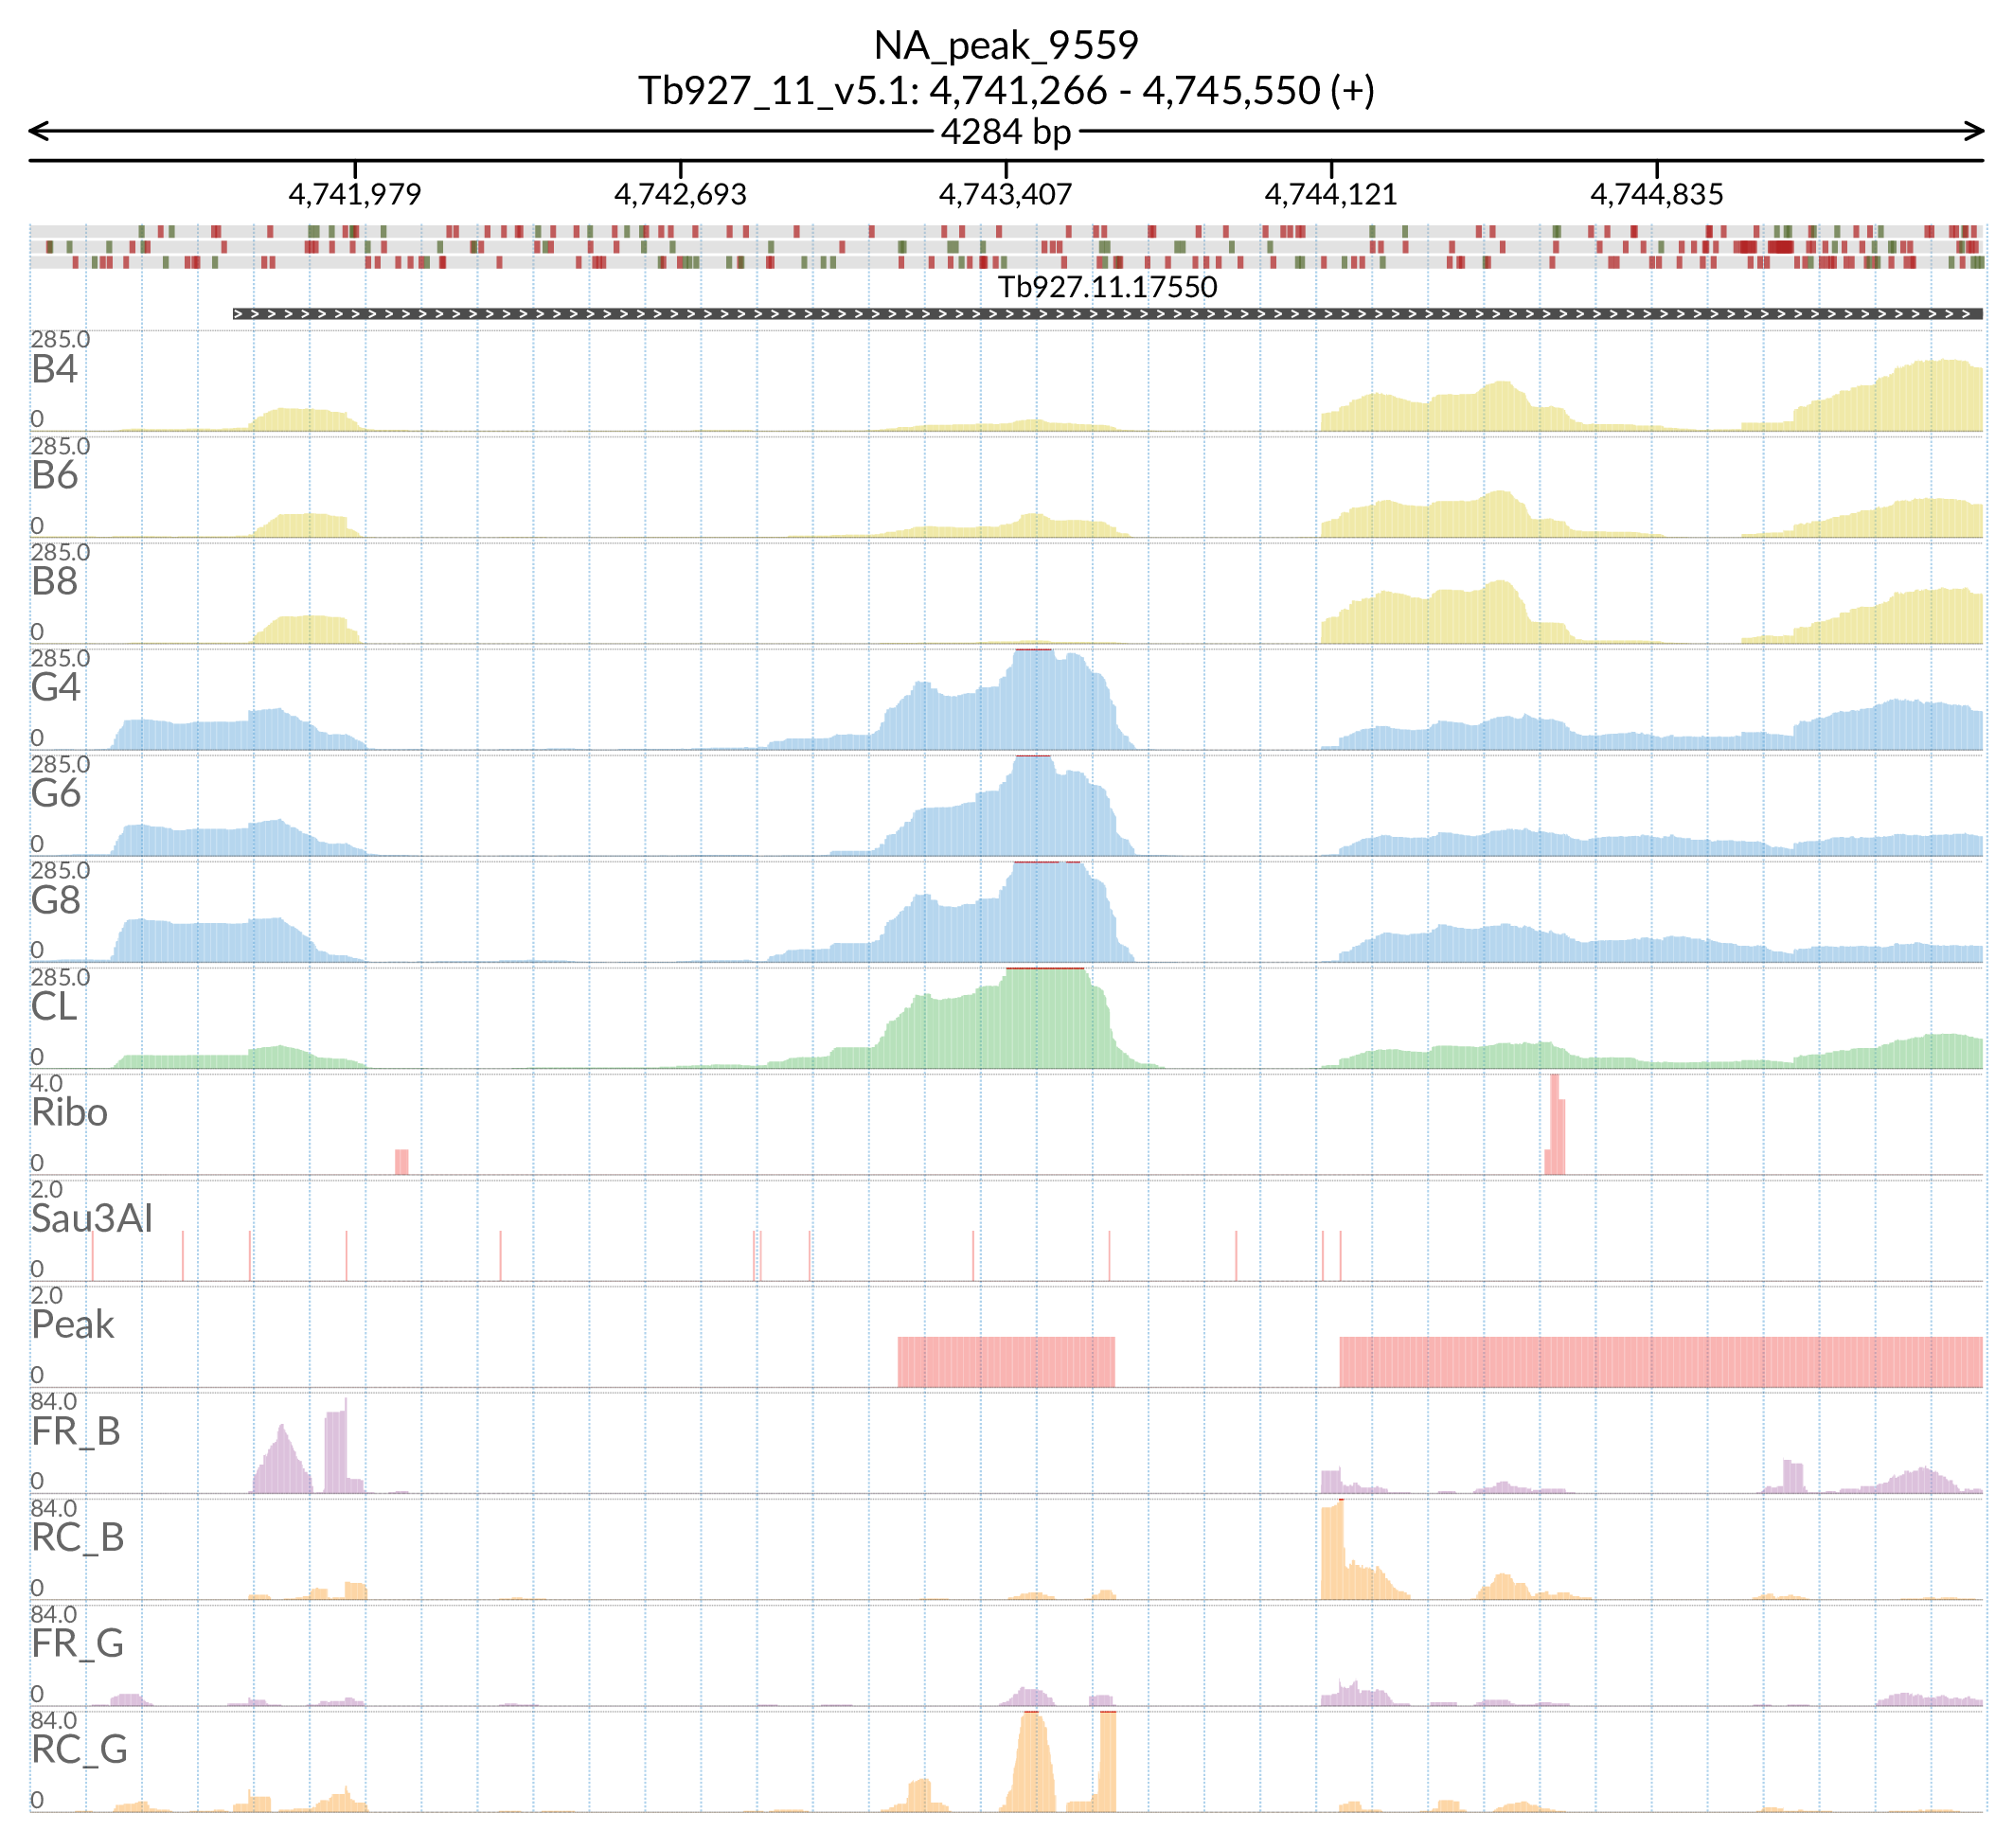 NA_peak_9559
Tb927_11_v5.1: 4,741,266 - 4,745,550 (+)
4284 bp
4,741,979 4,742,693 4,743,407 4,744,121 4,744,835
Tb927.11.17550
285.0
B4
0
285.0
B6
0
285.0
B8
0
285.0
G4
0
285.0
G6
0
285.0
G8
0
285.0
CL
0
4.0
Ribo
0
2.0
Sau3AI
0
2.0
Peak
0
84.0
FR_B
0
84.0
RC_B
0
84.0
FR_G
0
84.0
RC_G
0